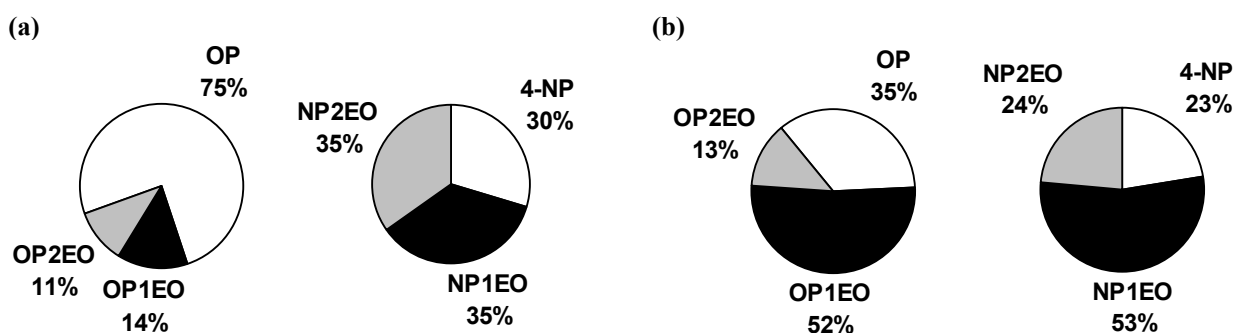 (a)
OP
75%
OP2EO
11%
OP1EO
14%
NP2EO
35%
4-NP
30%
NP1EO
35%
(b)
OP2EO
13%
OP
35%
OP1EO
52%
NP2EO
24%
4-NP
23%
NP1EO
53%